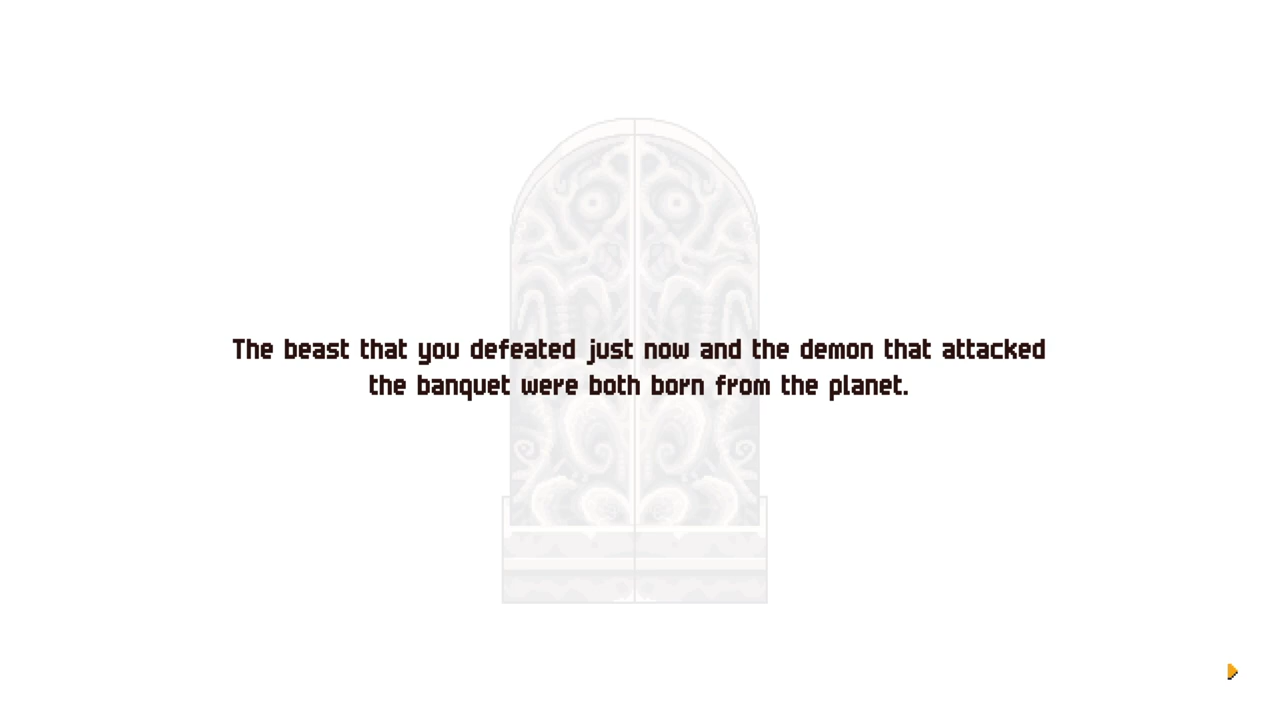 The beast that you defeated just now and the demon that attacked
the banquet were both born from the planet.